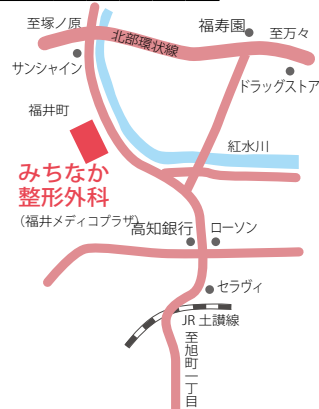 至塚ノ原
福寿園
至万々
北部環状線
サンシャイン
ドラッグストア
福井町
紅水川
みちなか
整形外科
（福井メディコプラザ）
高知銀行
ローソン
セラヴィ
JR 土讃線
至旭町一丁目